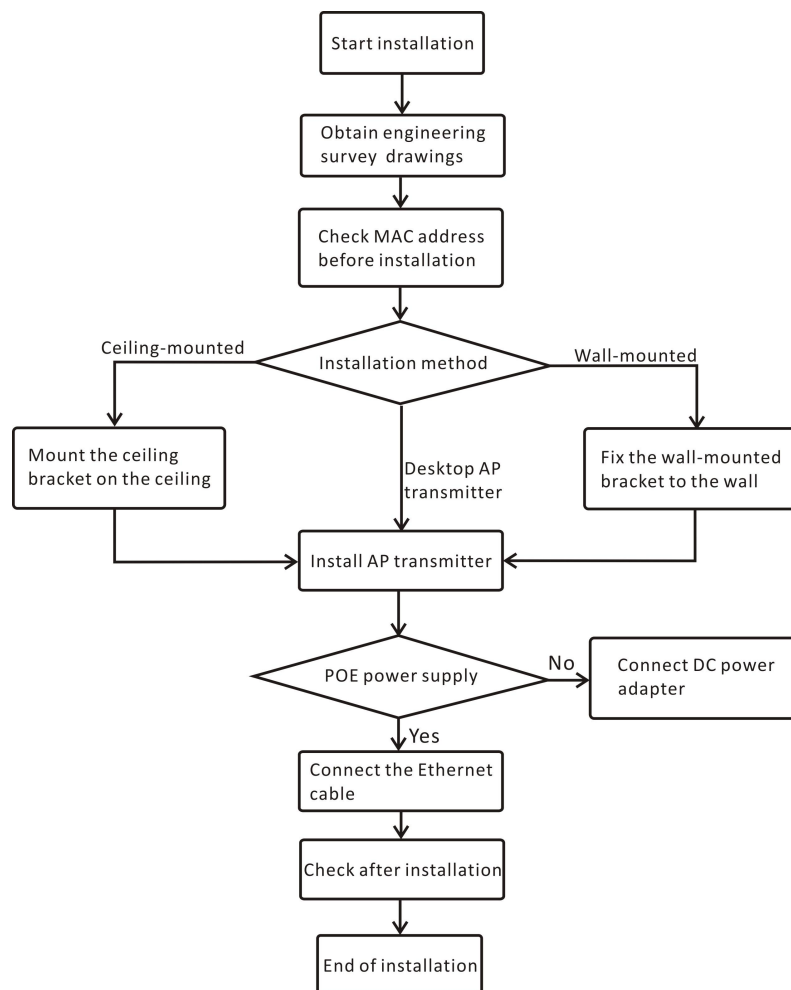 Start installation
Obtain engineering
survey drawings
Check MAC address
before installation
Ceiling-mounted
Installation method
Wall-mounted
Mount the ceiling
bracket on the ceiling
Desktop AP
transmitter
Fix the wall-mounted
bracket to the wall
Install AP transmitter
POE power supply
No
Connect DC power
adapter
Yes
Connect the Ethernet
cable
Check after installation
End of installation